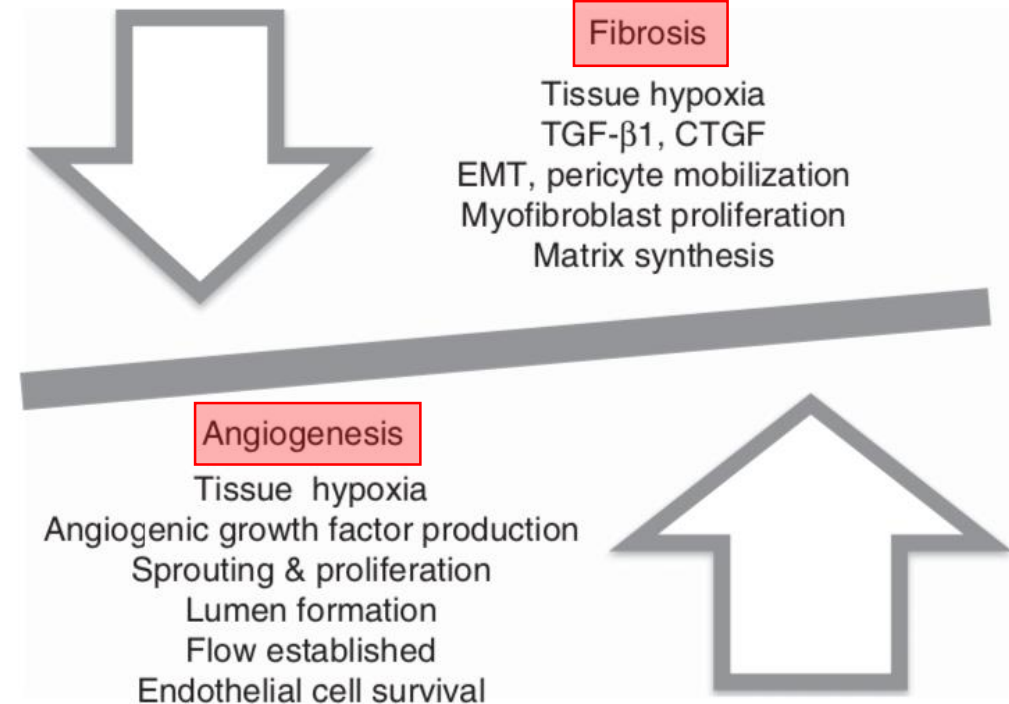 Fibrosis
Tissue hypoxia
TGF-β1, CTGF
EMT, pericyte mobilization
Myofibroblast proliferation
Matrix synthesis
Angiogenesis
Tissue hypoxia
Angiogenic growth factor production
Sprouting & proliferation
Lumen formation
Flow established
Endothelial cell survival